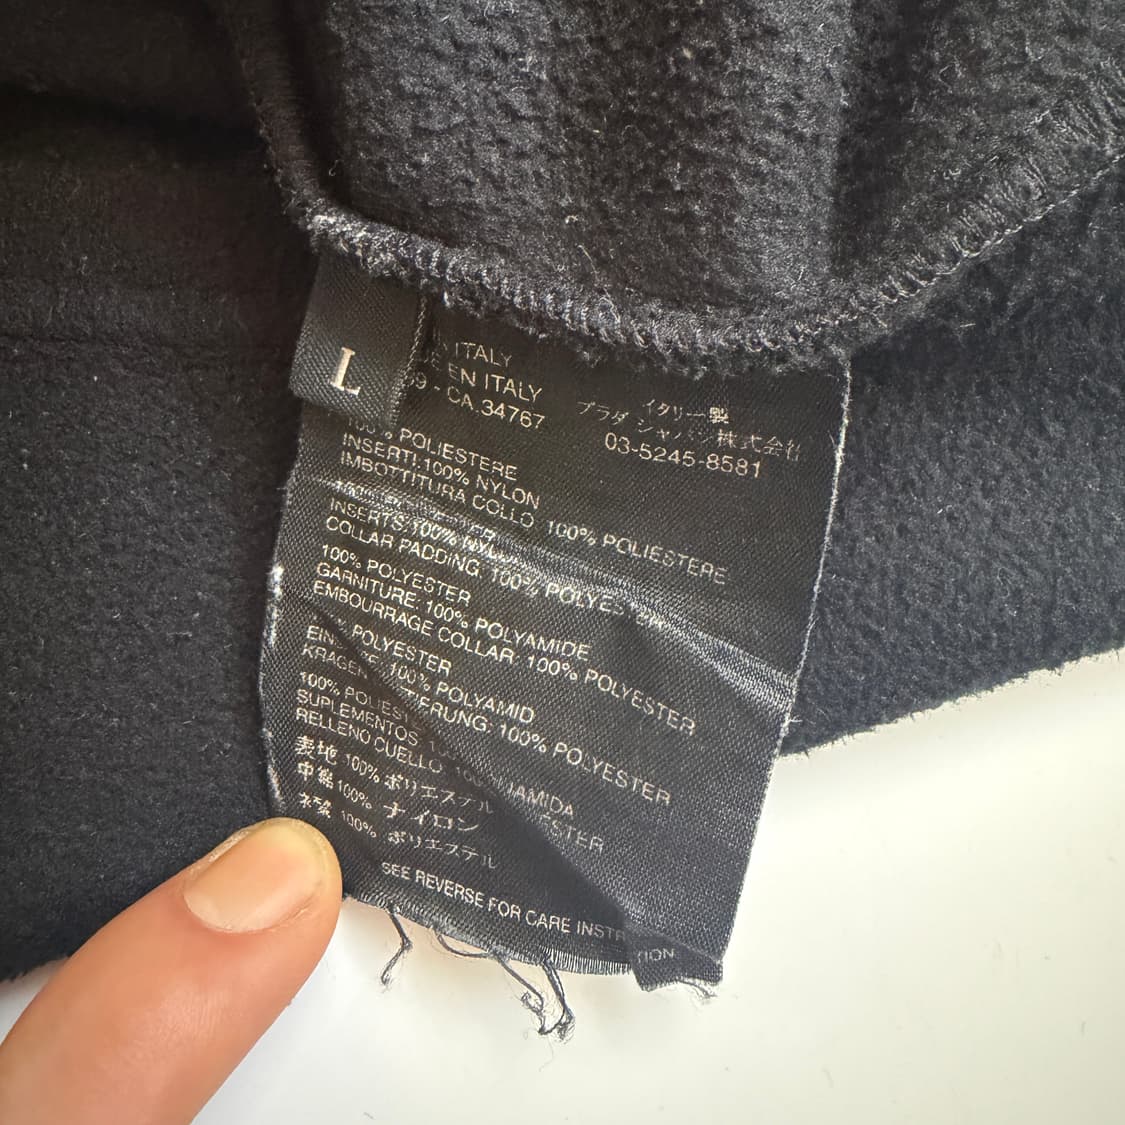 L
ITALY
EN ITALY
59 - CA.34767
イタリー製
プラダ ジャパン株式会社
03-5245-8581
100% POLIESTERE
INSERTI:100% NYLON
IMBOTTITURA COLLO 100% POLIESTERE
INSERTS:100%
COLLAR PADDING: 100%
100% POLYESTER
GARNITURE: 100% POLYAMIDE
EMBOURRAGE COLLAR: 100% POLYESTER
POLYESTER
100% POLYAMID
100% POLYESTER
100%
SUPLEMENTOS
RELLENO CUELLO
表地 100% ポリエステル
中綿 100% ナイロン
100% ポリエステル
SEE REVERSE FOR CARE